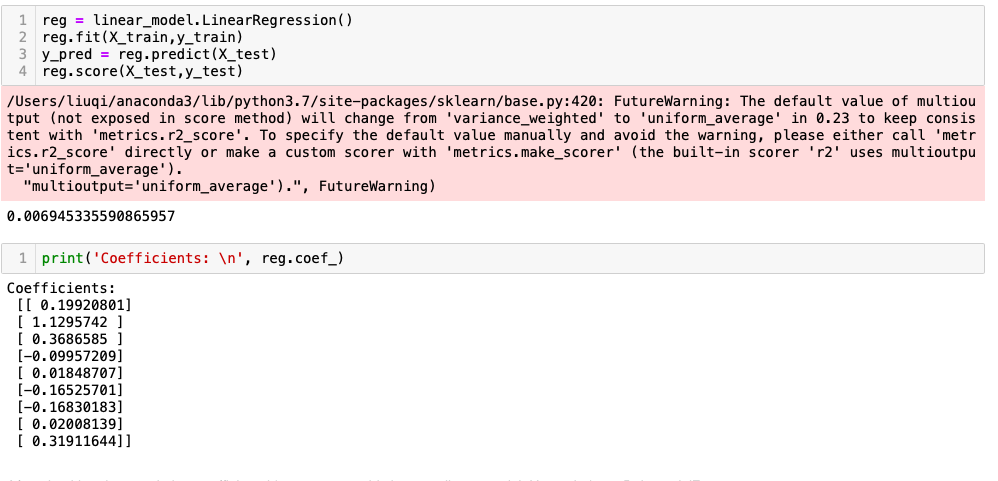 1 reg = linear_model.LinearRegression()
2 reg.fit(X_train,y_train)
3 y_pred = reg.predict(X_test)
4 reg.score(X_test,y_test)
/Users/liuqi/anaconda3/lib/python3.7/site-packages/sklearn/base.py:420: FutureWarning: The default value of multiou
tput (not exposed in score method) will change from 'variance_weighted' to 'uniform_average' in 0.23 to keep consis
tent with 'metrics.r2_score'. To specify the default value manually and avoid the warning, please either call 'metr
ics.r2_score' directly or make a custom scorer with 'metrics.make_scorer' (the built-in scorer 'r2' uses multioutpu
t='uniform_average').
"multioutput='uniform_average').", FutureWarning)
0.006945335590865957
1 print('Coefficients: \n', reg.coef_)
Coefficients:
[[ 0.19920801]
[ 1.1295742 ]
[ 0.3686585 ]
[-0.09957209]
[ 0.01848707]
[-0.16525701]
[-0.16830183]
[ 0.02008139]
[ 0.31911644]]